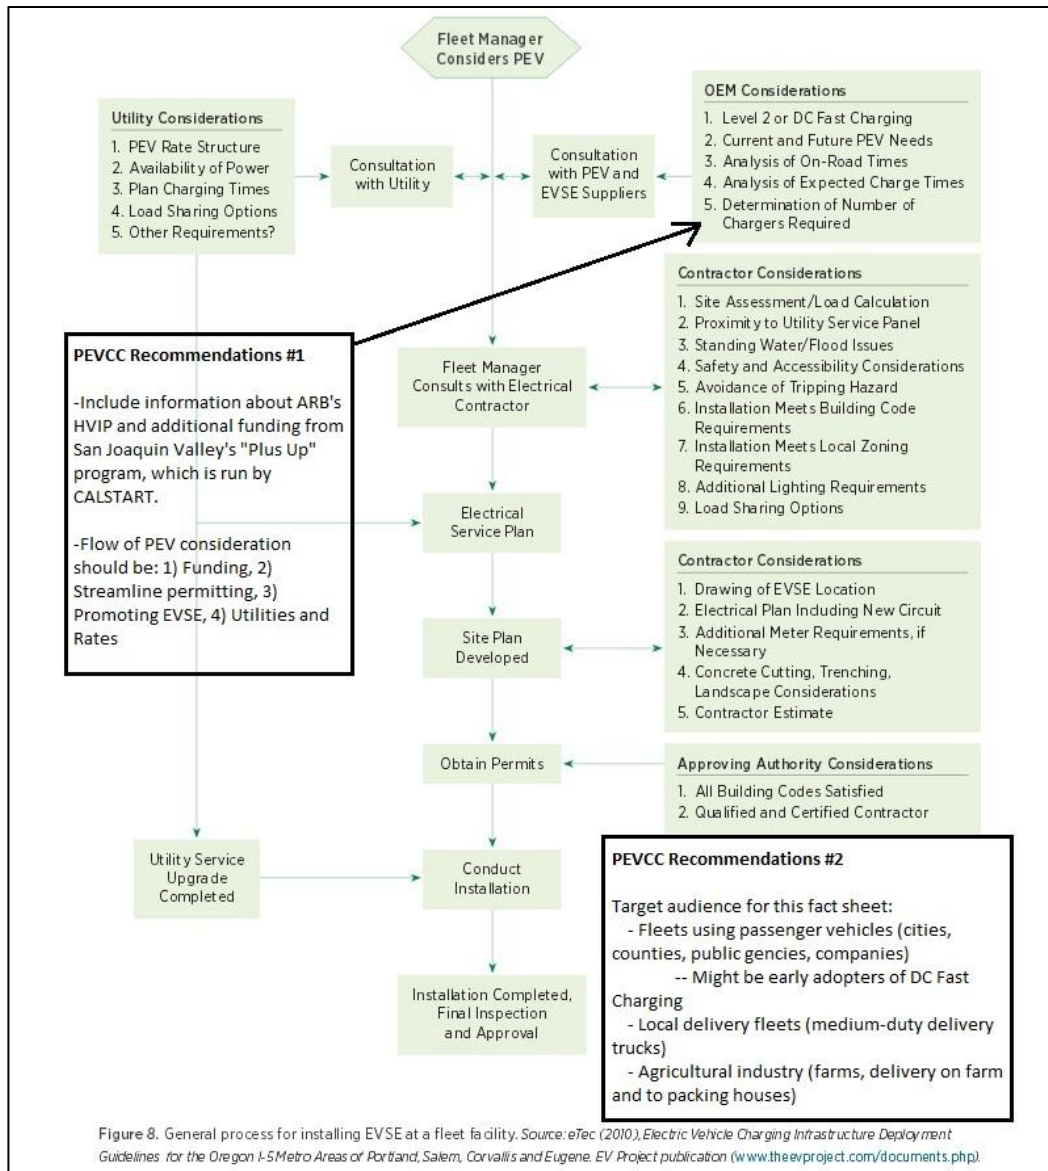 Fleet Manager
Considers PEV
Utility Considerations
1. PEV Rate Structure
2. Availability of Power
3. Plan Charging Times
4. Load Sharing Options
5. Other Requirements?
Consultation
with Utility
Consultation
with PEV and
EVSE Suppliers
OEM Considerations
1. Level 2 or DC Fast Charging
2. Current and Future PEV Needs
3. Analysis of On-Road Times
4. Analysis of Expected Charge Times
5. Determination of Number of
Chargers Required
PEVCC Recommendations #1
-Include information about ARB's
HVIP and additional funding from
San Joaquin Valley's "Plus Up"
program, which is run by
CALSTART.
-Flow of PEV consideration
should be: 1) Funding, 2)
Streamline permitting, 3)
Promoting EVSE, 4) Utilities and
Rates
Fleet Manager
Consults with Electrical
Contractor
Contractor Considerations
1. Site Assessment/Load Calculation
2. Proximity to Utility Service Panel
3. Standing Water/Flood Issues
4. Safety and Accessibility Considerations
5. Avoidance of Tripping Hazard
6. Installation Meets Building Code
Requirements
7. Installation Meets Local Zoning
Requirements
8. Additional Lighting Requirements
9. Load Sharing Options
Electrical
Service Plan
Site Plan
Developed
Contractor Considerations
1. Drawing of EVSE Location
2. Electrical Plan Including New Circuit
3. Additional Meter Requirements, if
Necessary
4. Concrete Cutting, Trenching,
Landscape Considerations
5. Contractor Estimate
Obtain Permits
Approving Authority Considerations
1. All Building Codes Satisfied
2. Qualified and Certified Contractor
Utility Service
Upgrade
Completed
Conduct
Installation
PEVCC Recommendations #2
Target audience for this fact sheet:
- Fleets using passenger vehicles (cities,
counties, public gencies, companies)
-- Might be early adopters of DC Fast
Charging
- Local delivery fleets (medium-duty delivery
trucks)
- Agricultural industry (farms, delivery on farm
and to packing houses)
Installation Completed,
Final Inspection
and Approval
Figure 8. General process for installing EVSE at a fleet facility. Source: eTec (2010), Electric Vehicle Charging Infrastructure Deployment
Guidelines for the Oregon I-5 Metro Areas of Portland, Salem, Corvallis and Eugene. EV Project publication (www.theevproject.com/documents.php).